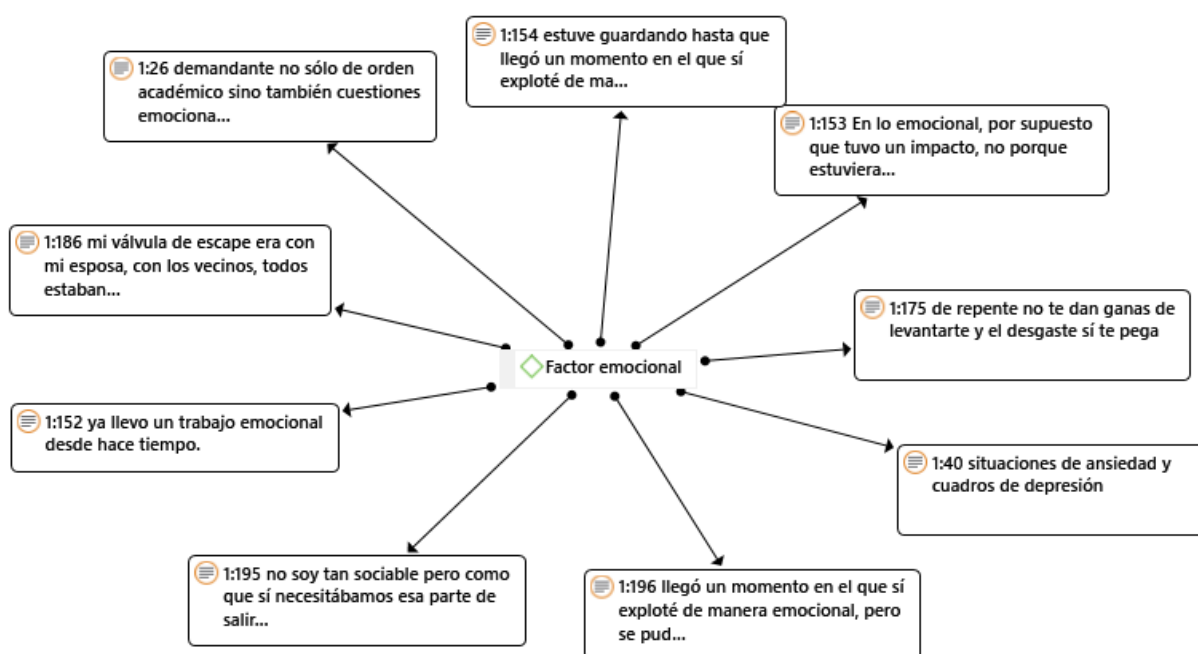 1:154 estuve guardando hasta que
llegó un momento en el que sí
exploté de ma...
1:26 demandante no sólo de orden
académico sino también cuestiones
emociona...
1:153 En lo emocional, por supuesto
que tuvo un impacto, no porque
estuviera...
1:186 mi válvula de escape era con
mi esposa, con los vecinos, todos
estaban...
1:175 de repente no te dan ganas de
levantarte y el desgaste sí te pega
Factor emocional
1:152 ya llevo un trabajo emocional
desde hace tiempo.
1:40 situaciones de ansiedad y
cuadros de depresión
1:195 no soy tan sociable pero como
que sí necesitábamos esa parte de
salir...
1:196 llegó un momento en el que sí
exploté de manera emocional, pero
se pud...